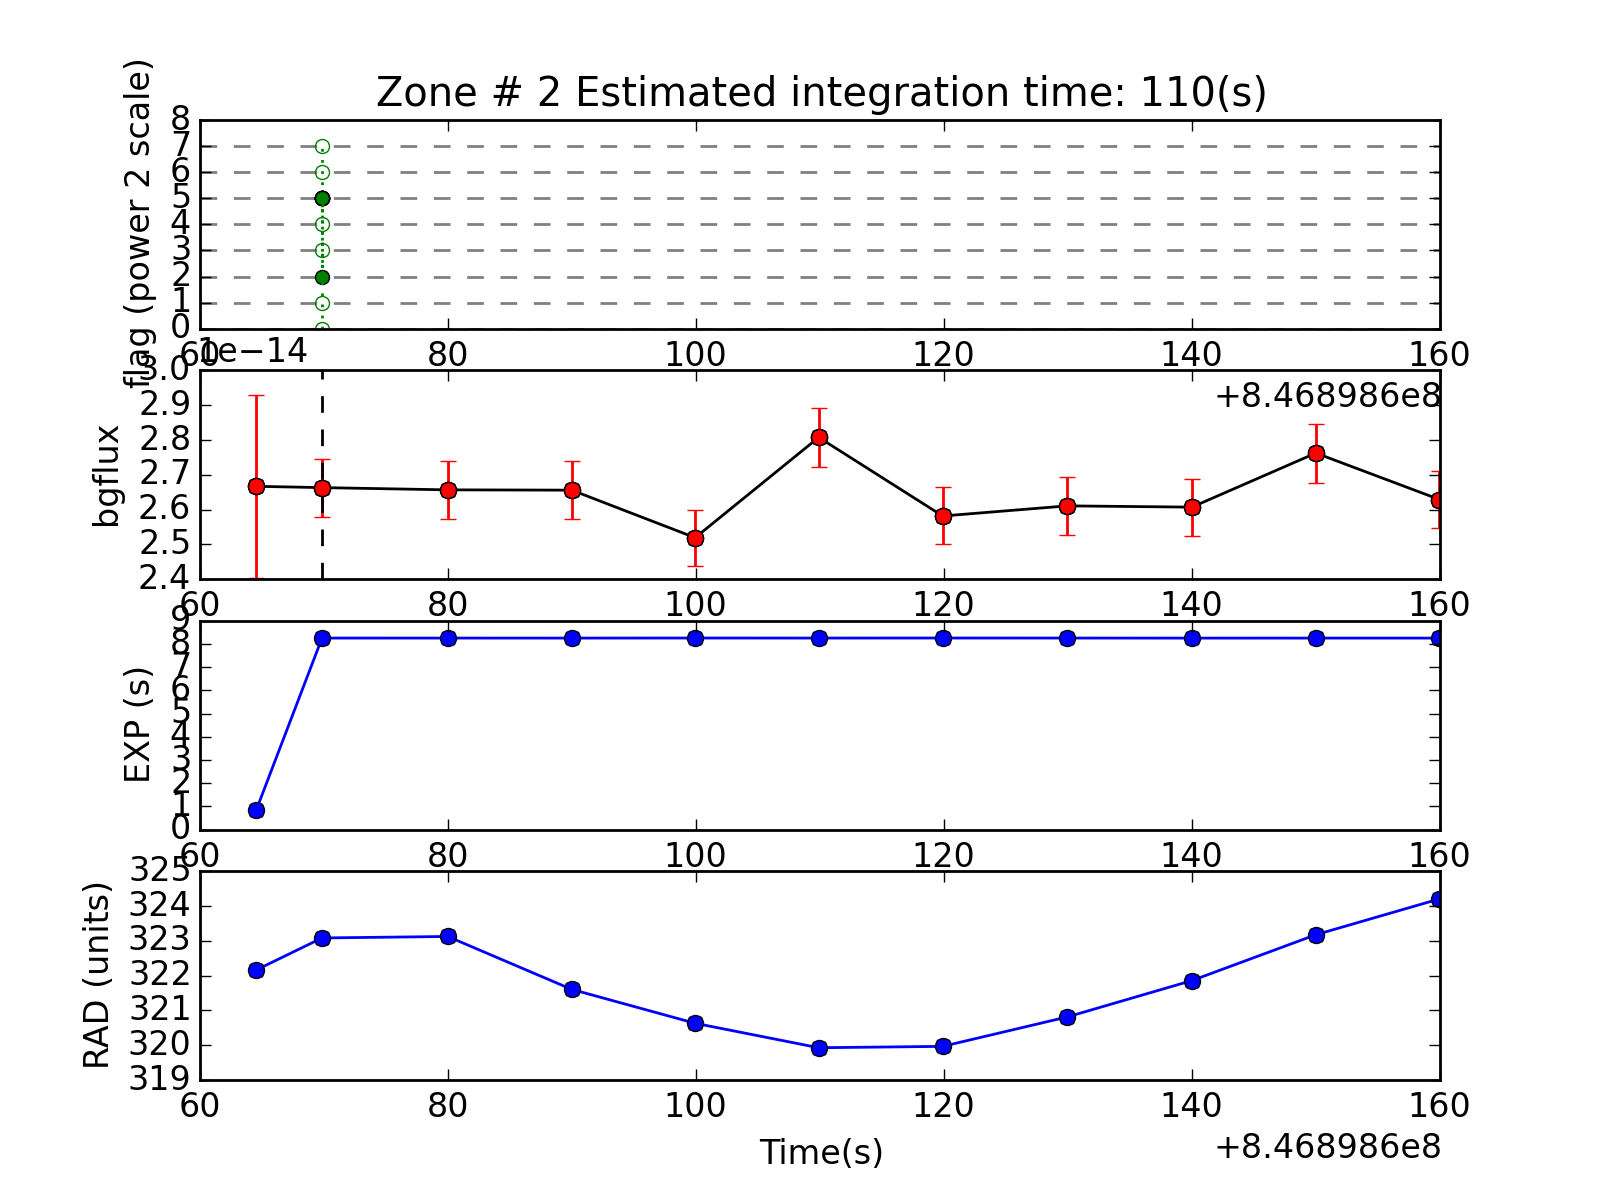 Zone # 2 Estimated integration time: 110(s)
flag (power 2 scale)
8
7
6
5
4
3
2
1
0
60 80 100 120 140 160
1e−14
+8.468986e8
bgflux
3.0
2.9
2.8
2.7
2.6
2.5
2.4
60 80 100 120 140 160
EXP (s)
9
8
7
6
5
4
3
2
1
0
60 80 100 120 140 160
RAD (units)
325
324
323
322
321
320
319
60 80 100 120 140 160
Time(s)
+8.468986e8